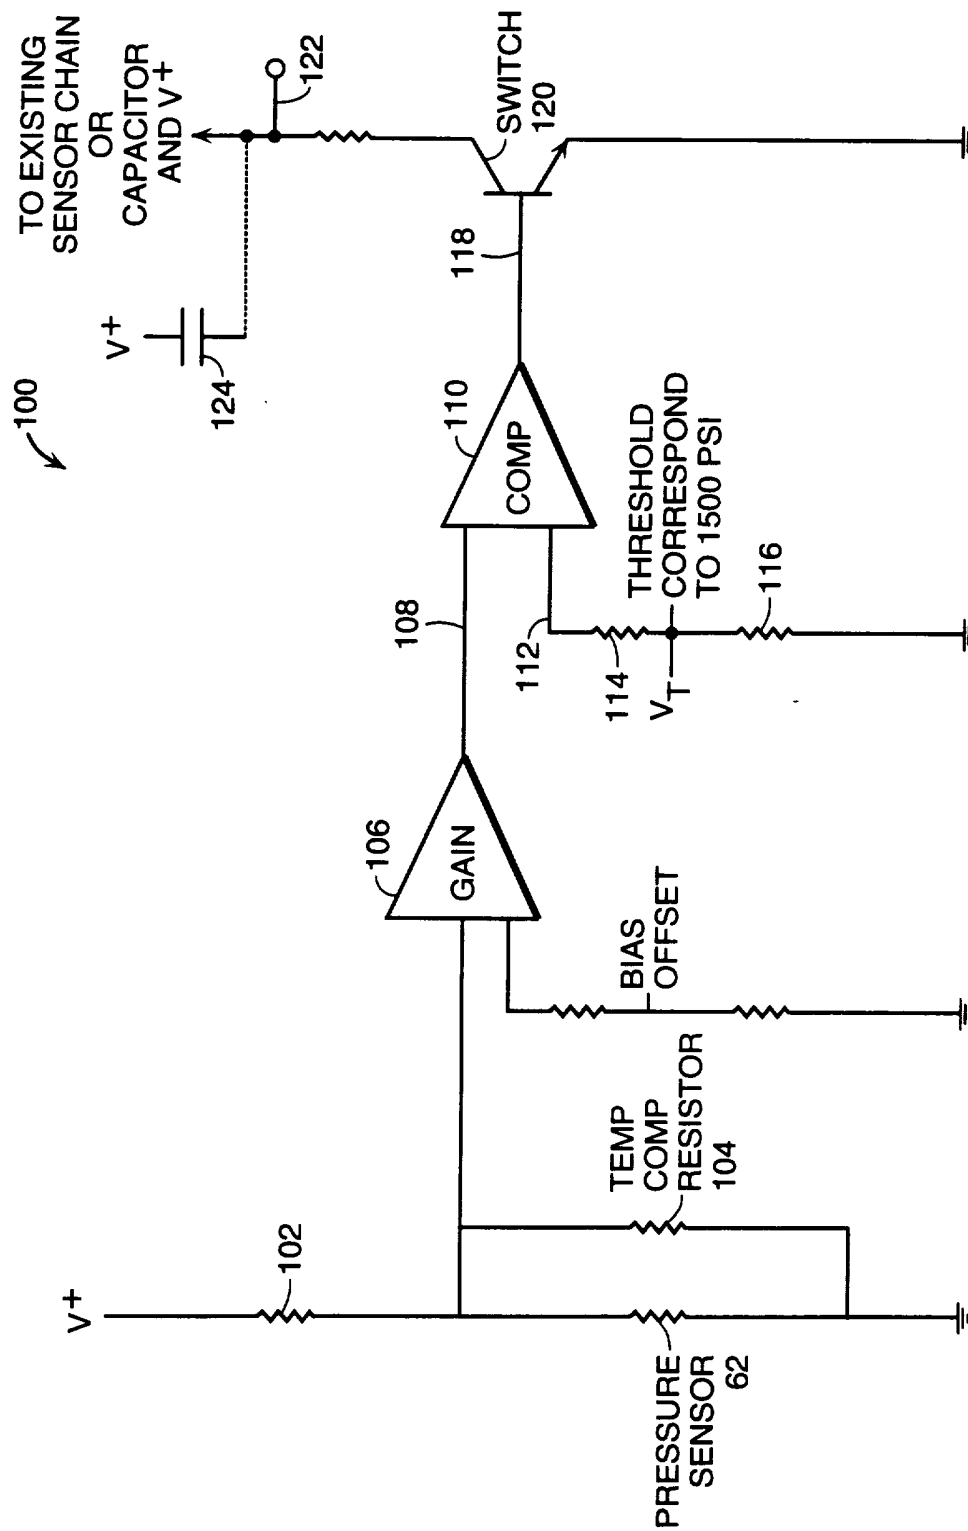 100
V+
102
PRESSURE
SENSOR
62
TEMP
COMP
RESISTOR
104
BIAS
OFFSET
106
GAIN
108
110
COMP
112
114
VT
THRESHOLD
CORRESPOND
TO 1500 PSI
116
118
SWITCH
120
V+
124
TO EXISTING
SENSOR CHAIN
OR
CAPACITOR
AND V+
122